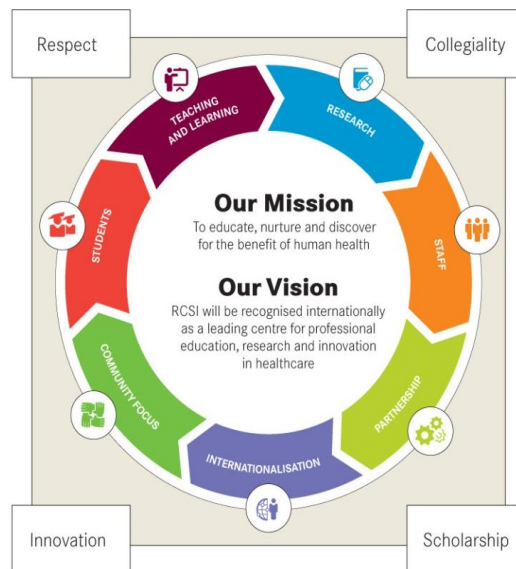 Respect
Collegiality
TEACHING
AND LEARNING
RESEARCH
STAFF
PARTNERSHIP
INTERNATIONALISATION
COMMUNITY FOCUS
STUDENTS
Our Mission
To educate, nurture and discover
for the benefit of human health
Our Vision
RCSI will be recognised internationally
as a leading centre for professional
education, research and innovation
in healthcare
Innovation
Scholarship